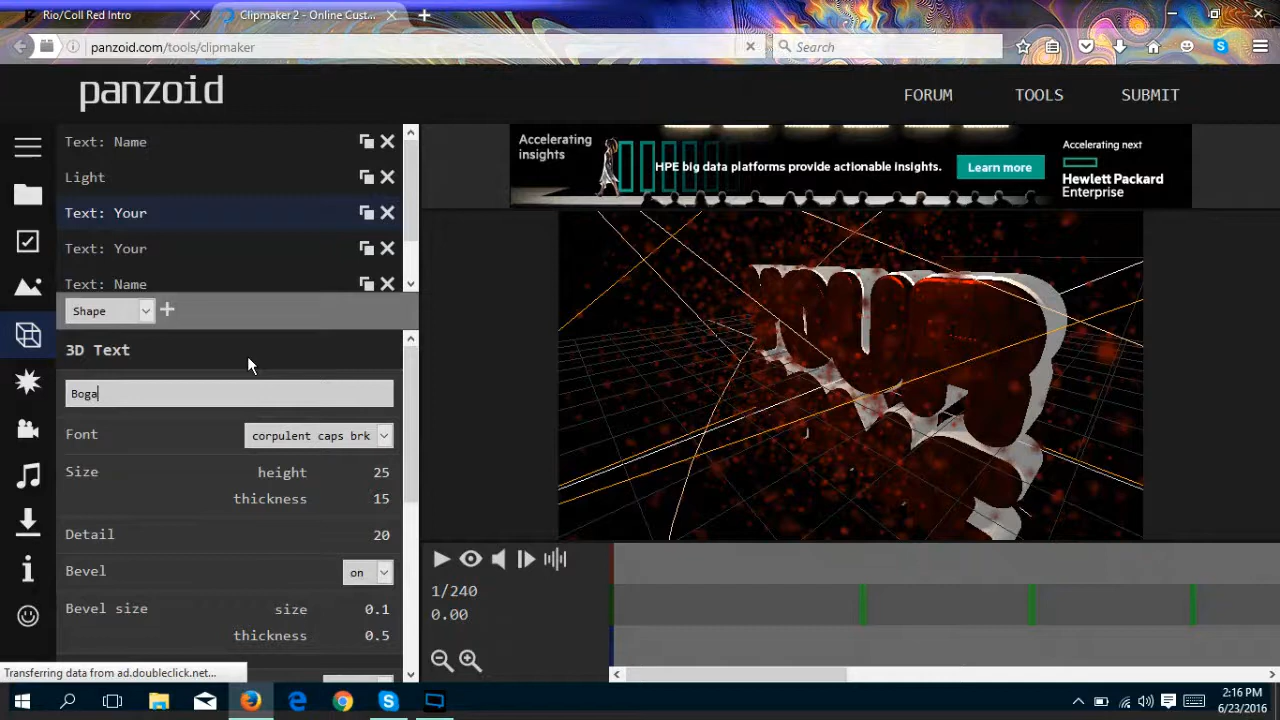 Rio/Coll Red Intro
Clipmaker 2 - Online Cust...
panzoid.com/tools/clipmaker
Search
panzoid
FORUM
TOOLS
SUBMIT
Text: Name
Light
Text: Your
Text: Your
Text: Name
Shape
3D Text
Boga
Font
corpulent caps brk
Size
height
25
thickness
15
Detail
20
Bevel
on
Bevel size
size
0.1
thickness
0.5
Accelerating
insights
HPE big data platforms provide actionable insights.
Learn more
Accelerating next
Hewlett Packard
Enterprise
1/240
0.00
Transferring data from ad.doubleclick.net...
2:16 PM
6/23/2016